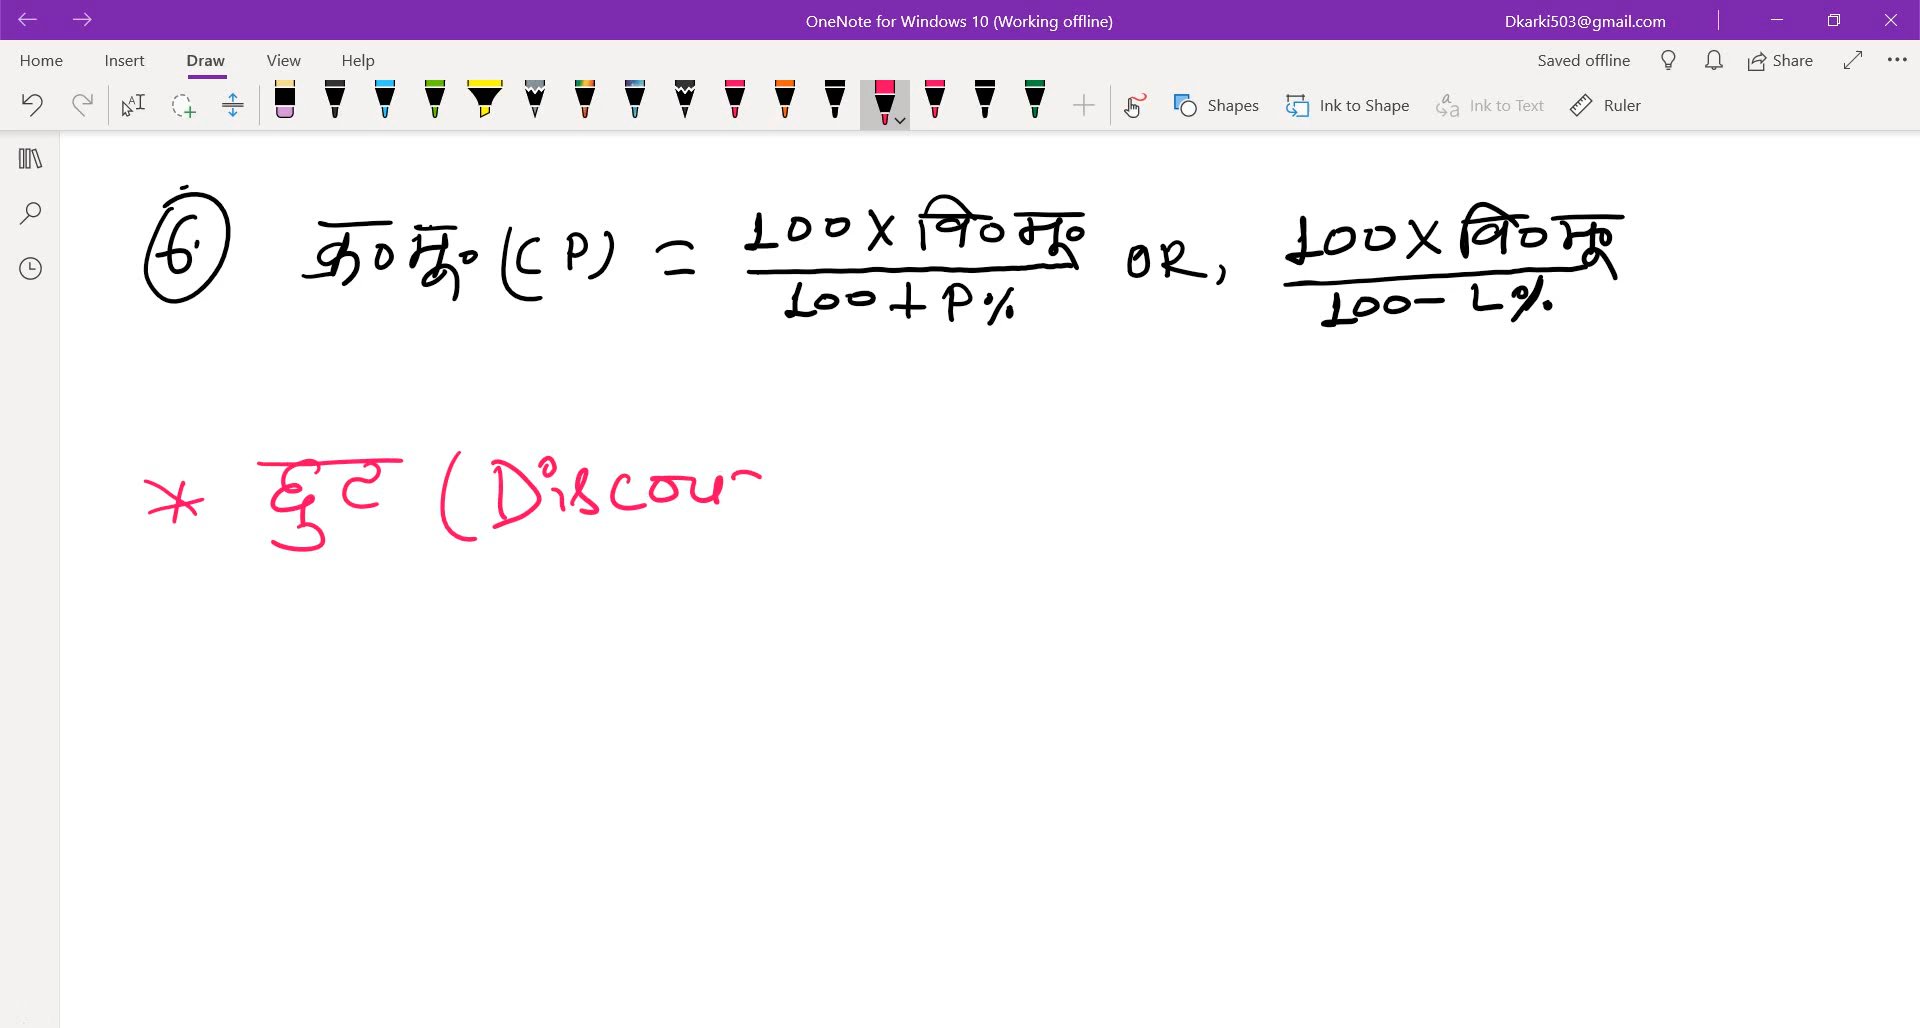 OneNote for Windows 10 (Working offline)
Dkarki503@gmail.com
Home Insert Draw View Help
Saved offline Share
Shapes Ink to Shape Ink to Text Ruler
6. क्र० मू० (CP) = 100 X वि० मू० / 100 + P% OR, 100 X वि० मू० / 100 - L%
* छुट (Discou